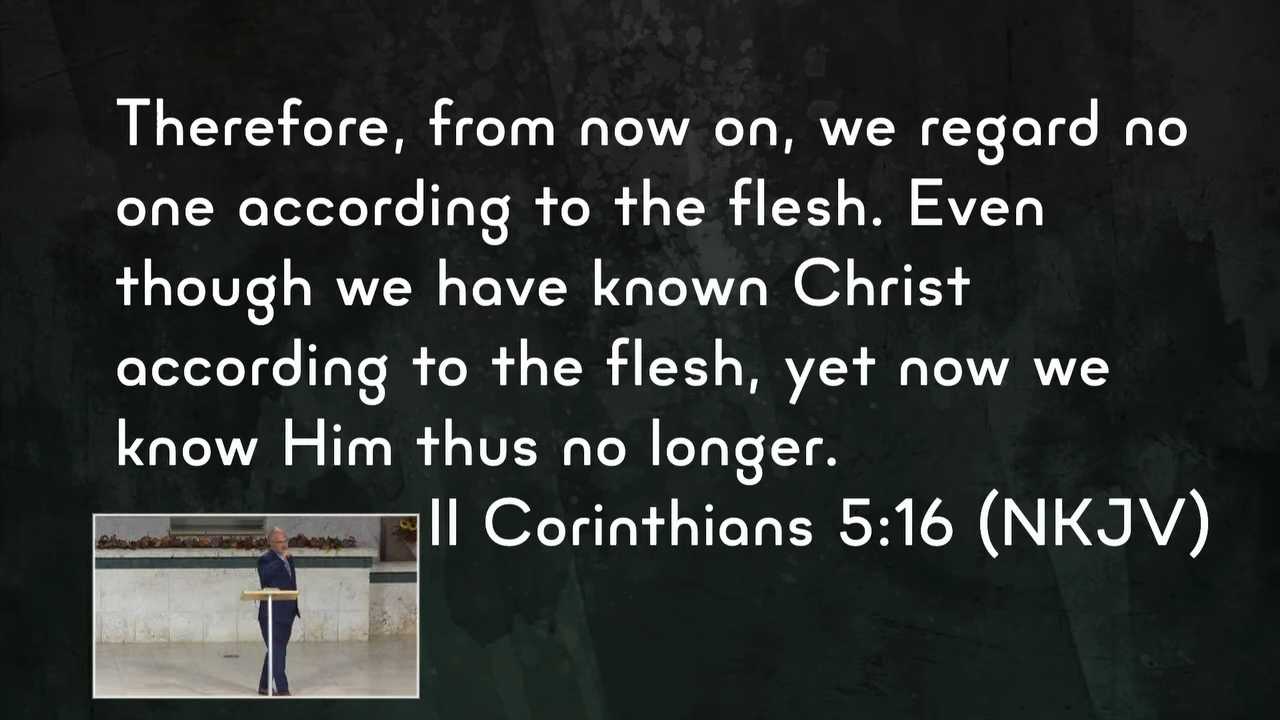 Therefore, from now on, we regard no
one according to the flesh. Even
though we have known Christ
according to the flesh, yet now we
know Him thus no longer.
II Corinthians 5:16 (NKJV)